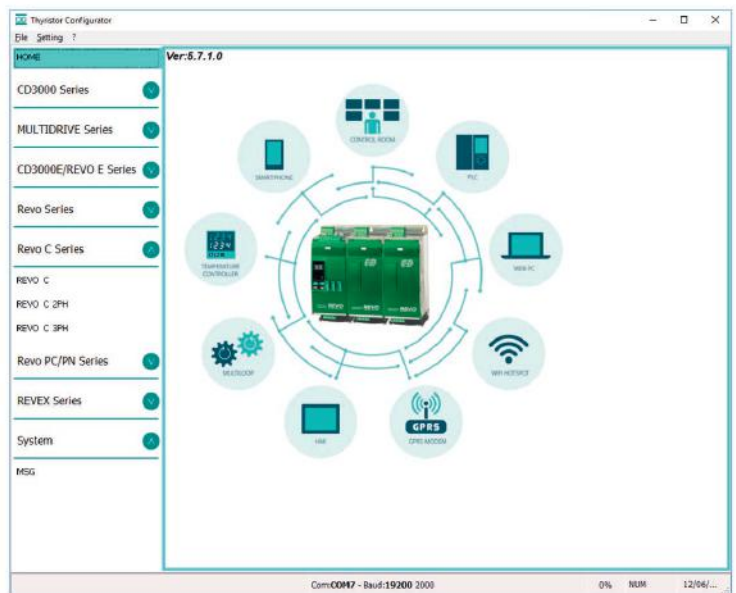 Thyristor Configurator
File Setting ?
HOME
CD3000 Series
MULTIDRIVE Series
CD3000E/REVO E Series
Revo Series
Revo C Series
REVO C
REVO C 2PH
REVO C 3PH
Revo PC/PN Series
REVEX Series
System
MSG
Ver:5.7.1.0
CONTROL ROOM
SMARTPHONE
PLC
TEMPERATURE
CONTROLLER
WEB PC
REVO
REVO
REVO
MULTILOOP
WIFI HOTSPOT
HMI
GPRS
GPRS MODEM
Com:COM7 - Baud:19200 2000
0%
NUM
12/06/...